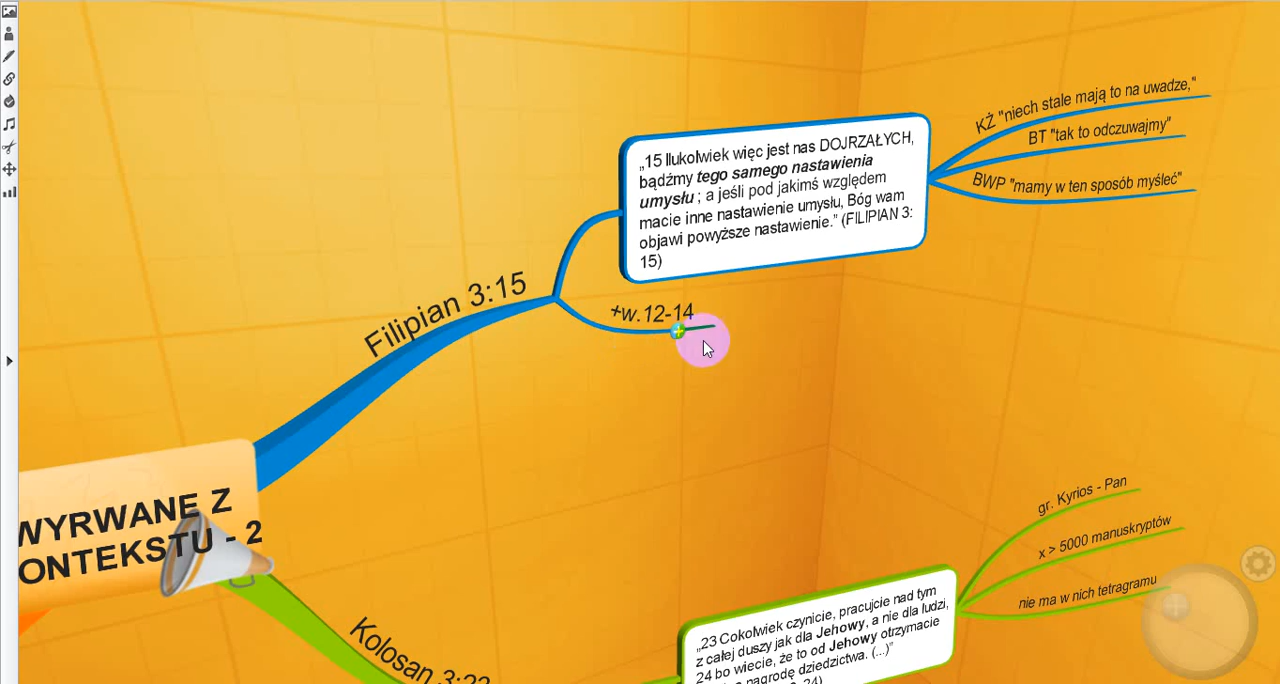 KŻ "niech stale mają to na uwadze,"
BT "tak to odczuwajmy"
BWP "mamy w ten sposób myśleć"
„15 Ilukolwiek więc jest nas DOJRZAŁYCH,
bądźmy tego samego nastawienia
umysłu ; a jeśli pod jakimś względem
macie inne nastawienie umysłu, Bóg wam
objawi powyższe nastawienie.” (FILIPIAN 3:
15)
Filipian 3:15
+w.12-14
WYRWANE Z
ONTEKSTU - 2
gr. Kyrios - Pan
x > 5000 manuskryptów
nie ma w nich tetragramu
„23 Cokolwiek czynicie, pracujcie nad tym
z całej duszy jak dla Jehowy, a nie dla ludzi,
24 bo wiecie, że to od Jehowy otrzymacie
nagrodę dziedzictwa. (...)”
24)
Kolosan 3:23